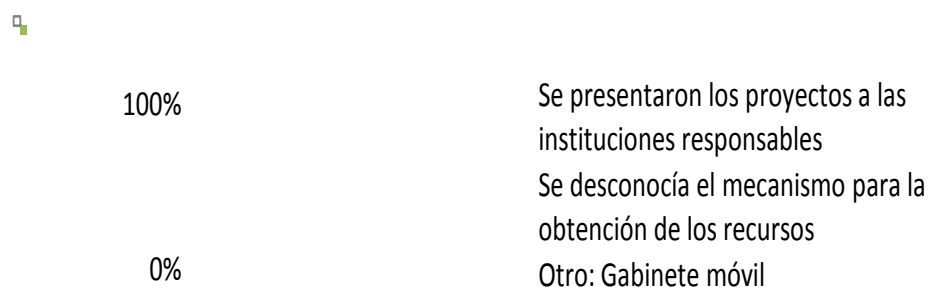 100%
0%
Se presentaron los proyectos a las
instituciones responsables
Se desconocía el mecanismo para la
obtención de los recursos
Otro: Gabinete móvil